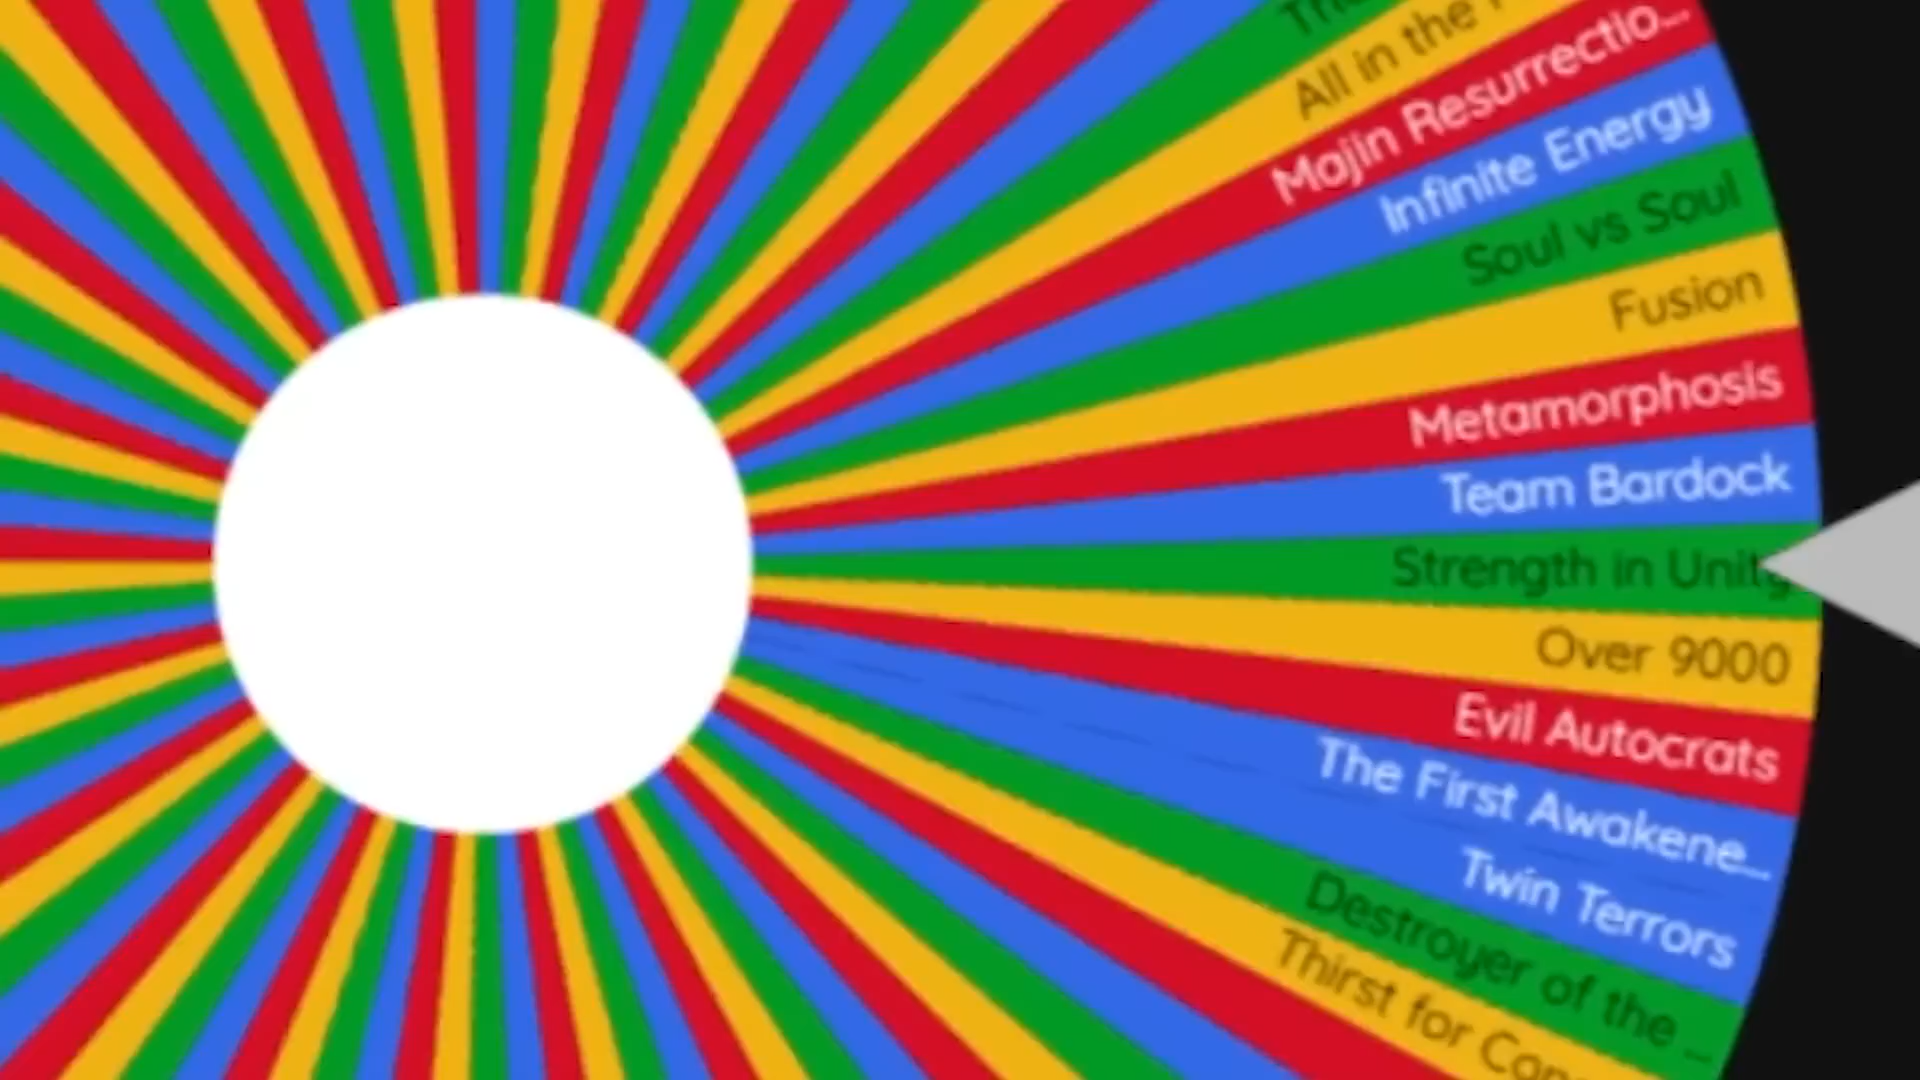 All in the
Majin Resurrectio...
Infinite Energy
Soul vs Soul
Fusion
Metamorphosis
Team Bardock
Strength in Unity
Over 9000
Evil Autocrats
The First Awakene...
Twin Terrors
Destroyer of the ...
Thirst for